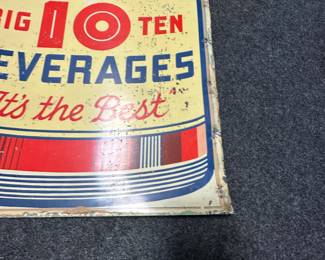 BIG 10 TEN
BEVERAGES
It's the Best